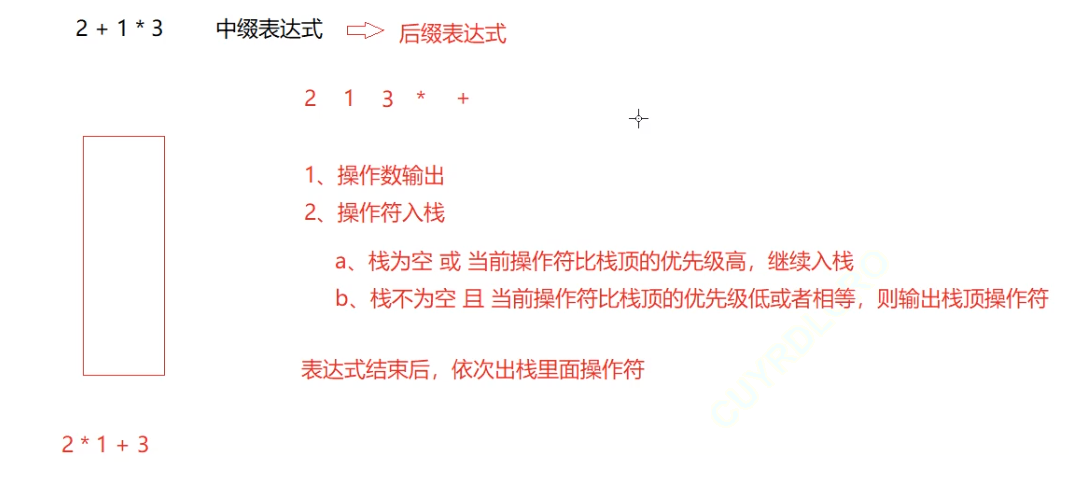 2 + 1 * 3 中缀表达式 后缀表达式
2 1 3 * +
1、操作数输出
2、操作符入栈
a、栈为空 或 当前操作符比栈顶的优先级高，继续入栈
b、栈不为空 且 当前操作符比栈顶的优先级低或者相等，则输出栈顶操作符
表达式结束后，依次出栈里面操作符
2 * 1 + 3